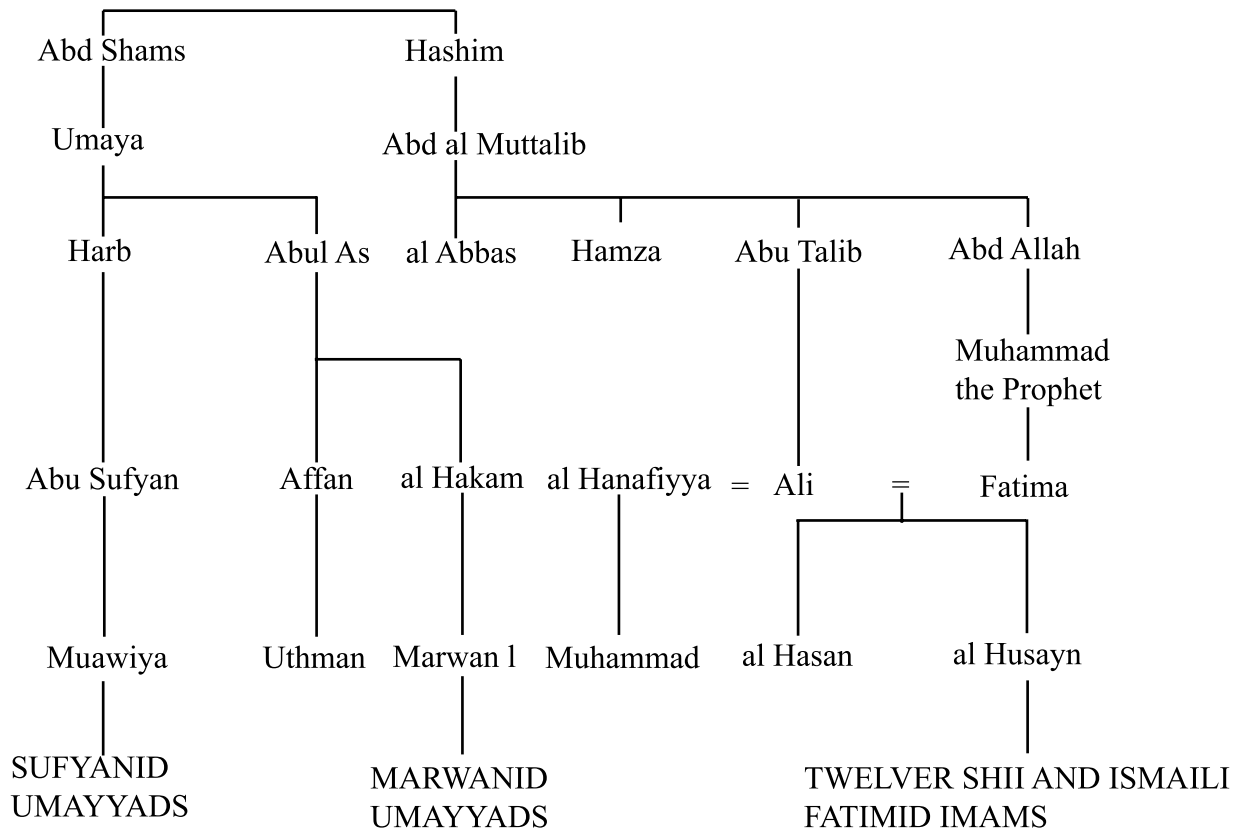 Abd Shams Hashim
Umaya Abd al Muttalib
Harb Abul As al Abbas Hamza Abu Talib Abd Allah
Muhammad
the Prophet
Abu Sufyan Affan al Hakam al Hanafiyya = Ali = Fatima
Muawiya Uthman Marwan l Muhammad al Hasan al Husayn
SUFYANID
UMAYYADS
MARWANID
UMAYYADS
TWELVER SHII AND ISMAILI
FATIMID IMAMS